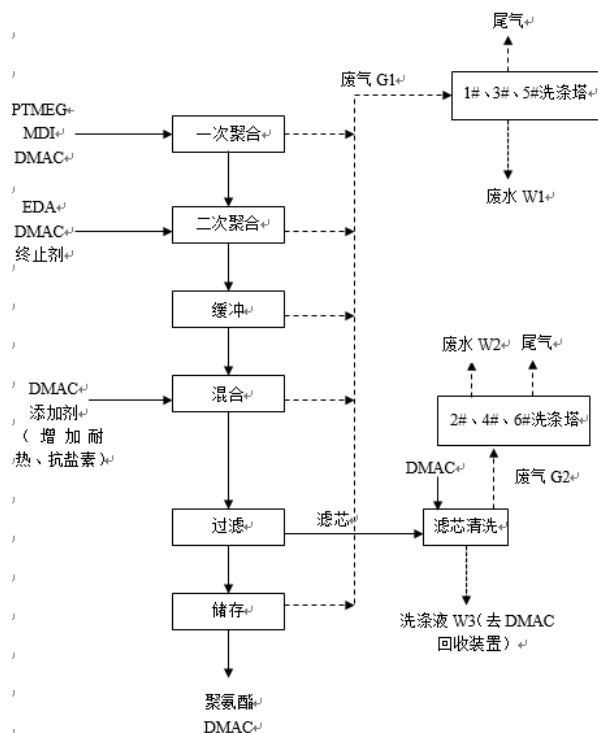 尾气
废气 G1
1#、3#、5#洗涤塔
PTMEG
MDI
DMAC
一次聚合
废水 W1
EDA
DMAC
终止剂
二次聚合
缓冲
废水 W2
尾气
DMAC
添加剂
（增加耐
热、抗盐素）
混合
2#、4#、6#洗涤塔
DMAC
废气 G2
过滤
滤芯
滤芯清洗
储存
洗涤液 W3（去 DMAC
回收装置）
聚氨酯
DMAC